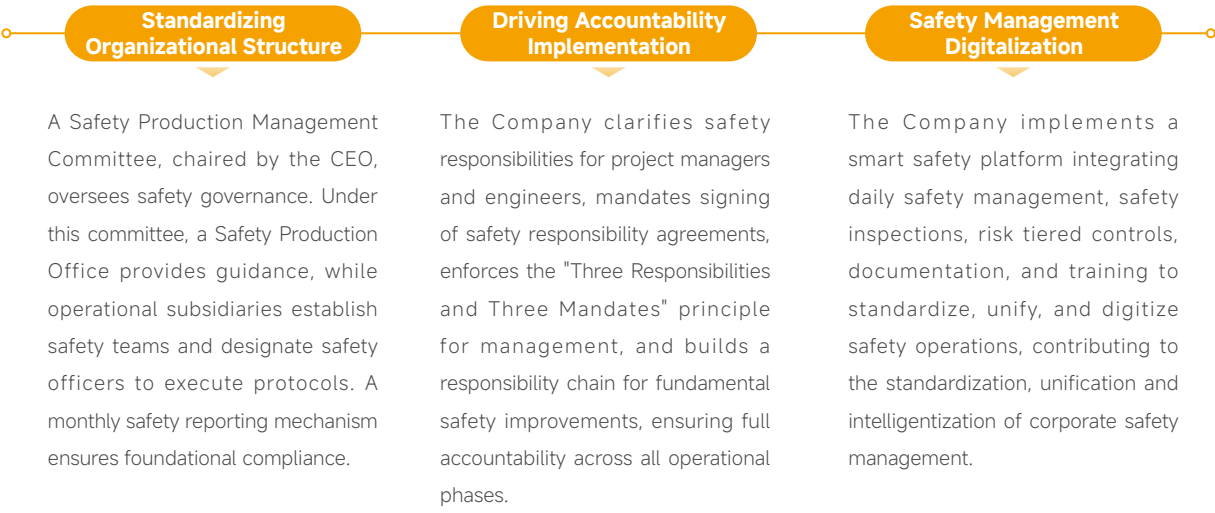 Standardizing
Organizational Structure
A Safety Production Management
Committee, chaired by the CEO,
oversees safety governance. Under
this committee, a Safety Production
Office provides guidance, while
operational subsidiaries establish
safety teams and designate safety
officers to execute protocols. A
monthly safety reporting mechanism
ensures foundational compliance.
Driving Accountability
Implementation
The Company clarifies safety
responsibilities for project managers
and engineers, mandates signing
of safety responsibility agreements,
enforces the "Three Responsibilities
and Three Mandates" principle
for management, and builds a
responsibility chain for fundamental
safety improvements, ensuring full
accountability across all operational
phases.
Safety Management
Digitalization
The Company implements a
smart safety platform integrating
daily safety management, safety
inspections, risk tiered controls,
documentation, and training to
standardize, unify, and digitize
safety operations, contributing to
the standardization, unification and
intelligentization of corporate safety
management.